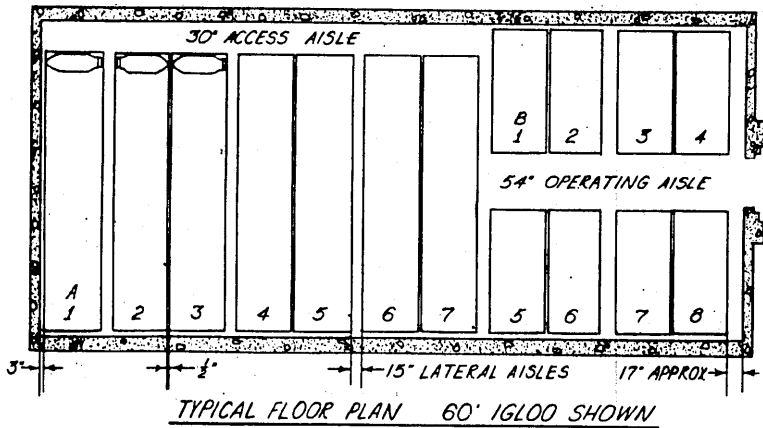 30" ACCESS AISLE
B
1 2 3 4
54" OPERATING AISLE
A
1 2 3 4 5 6 7 5 6 7 8
3" 1/2" 15" LATERAL AISLES 17" APPROX
TYPICAL FLOOR PLAN 60' IGLOO SHOWN